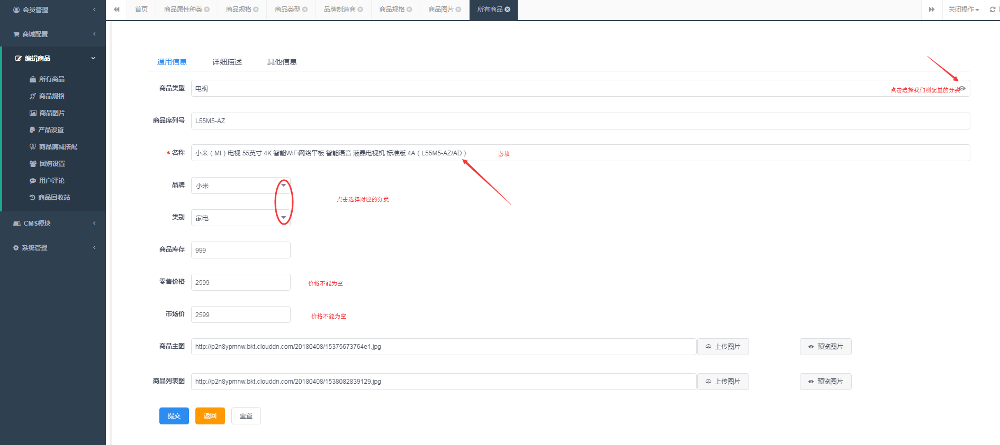 会员管理
商城配置
编辑商品
所有商品
商品规格
商品图片
产品设置
商品满减搭配
团购设置
用户评论
商品回收站
CMS模块
系统管理
首页 商品属性种类 商品规格 商品类型 品牌制造商 商品规格 商品图片 所有商品 关闭操作
通用信息 详细描述 其他信息
商品类型 电视 点击选择我们刚配置的分类
商品序列号 L55M5-AZ
* 名称 小米（MI）电视 55英寸 4K 智能WiFi网络平板 智能语音 液晶电视机 标准版 4A（L55M5-AZ/AD） 必填
品牌 小米
点击选择对应的分类
类别 家电
商品库存 999
零售价格 2599 价格不能为空
市场价 2599 价格不能为空
商品主图 http://p2n8ypmnw.bkt.clouddn.com/20180408/15375673764e1.jpg 上传图片 预览图片
商品列表图 http://p2n8ypmnw.bkt.clouddn.com/20180408/1538082839129.jpg 上传图片 预览图片
提交 返回 重置